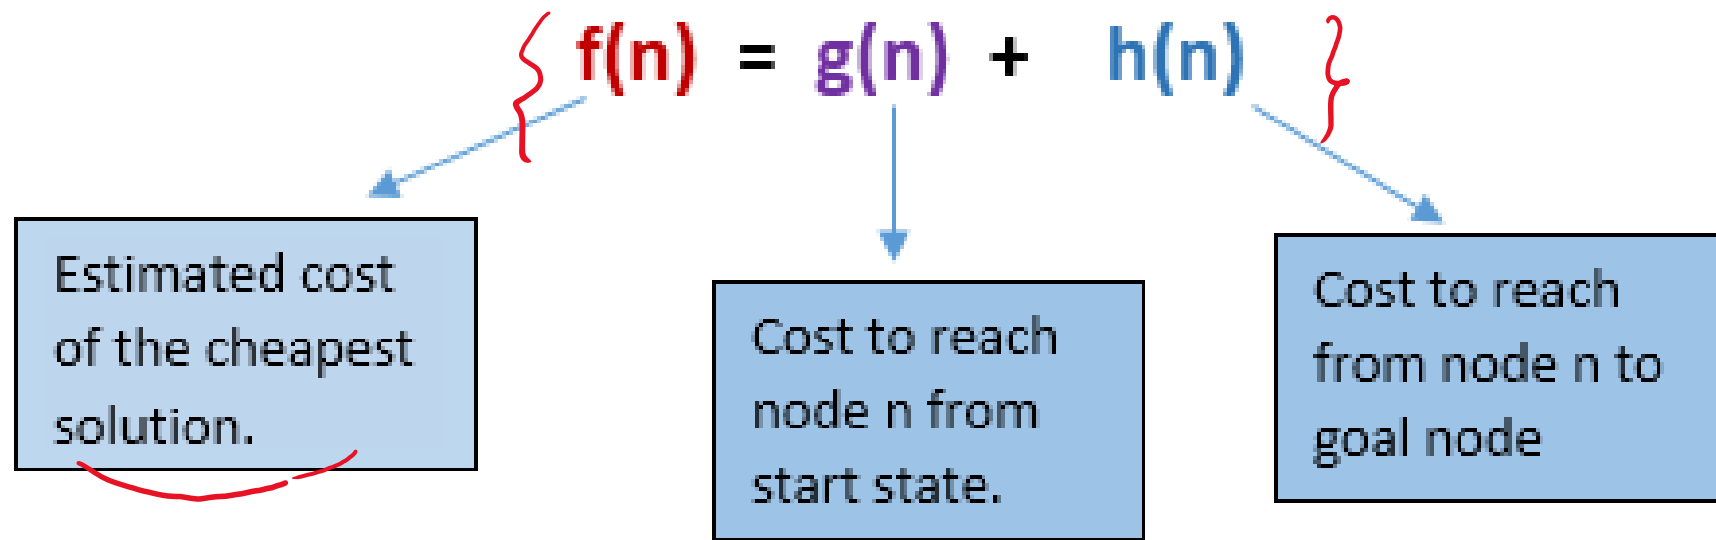 f(n) = g(n) + h(n)
Estimated cost
of the cheapest
solution.
Cost to reach
node n from
start state.
Cost to reach
from node n to
goal node